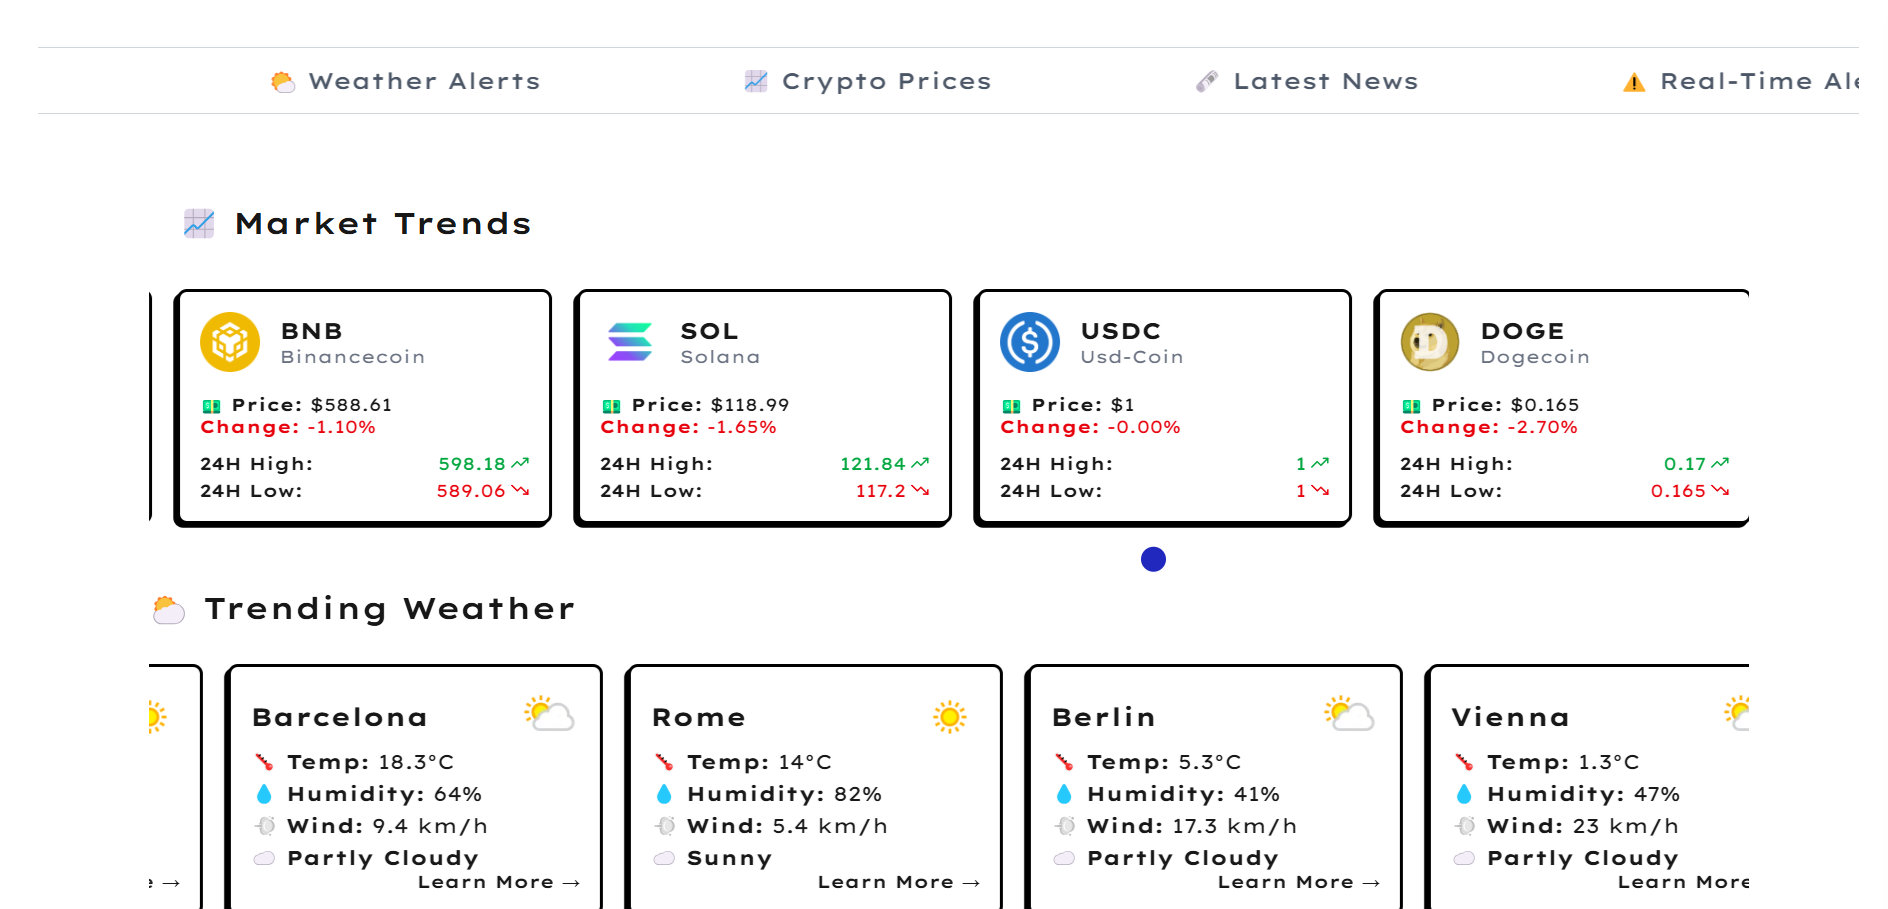 Weather Alerts Crypto Prices Latest News Real-Time Ale
Market Trends
BNB
Binancecoin
Price: $588.61
Change: -1.10%
24H High: 598.18
24H Low: 589.06
SOL
Solana
Price: $118.99
Change: -1.65%
24H High: 121.84
24H Low: 117.2
USDC
Usd-Coin
Price: $1
Change: -0.00%
24H High: 1
24H Low: 1
DOGE
Dogecoin
Price: $0.165
Change: -2.70%
24H High: 0.17
24H Low: 0.165
Trending Weather
e →
Barcelona
Temp: 18.3°C
Humidity: 64%
Wind: 9.4 km/h
Partly Cloudy
Learn More →
Rome
Temp: 14°C
Humidity: 82%
Wind: 5.4 km/h
Sunny
Learn More →
Berlin
Temp: 5.3°C
Humidity: 41%
Wind: 17.3 km/h
Partly Cloudy
Learn More →
Vienna
Temp: 1.3°C
Humidity: 47%
Wind: 23 km/h
Partly Cloudy
Learn More